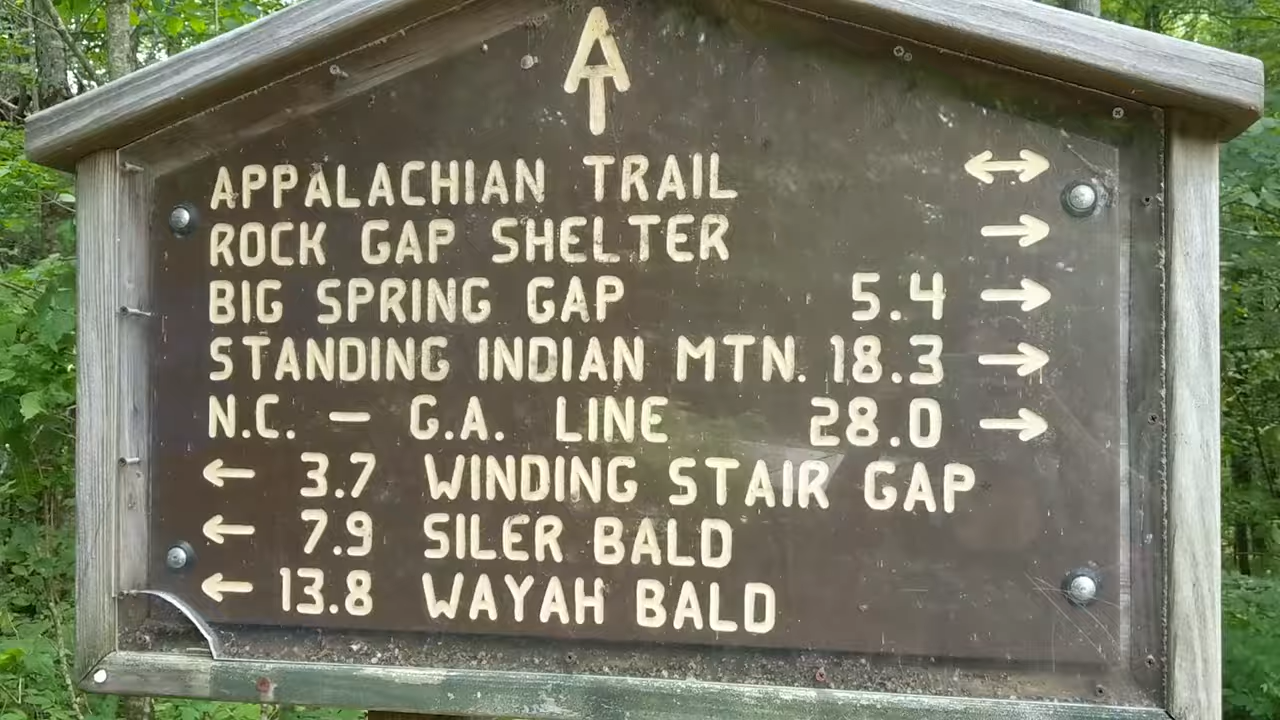 APPALACHIAN TRAIL ↔
ROCK GAP SHELTER →
BIG SPRING GAP 5.4 →
STANDING INDIAN MTN. 18.3 →
N.C. – G.A. LINE 28.0 →
← 3.7 WINDING STAIR GAP
← 7.9 SILER BALD
← 13.8 WAYAH BALD